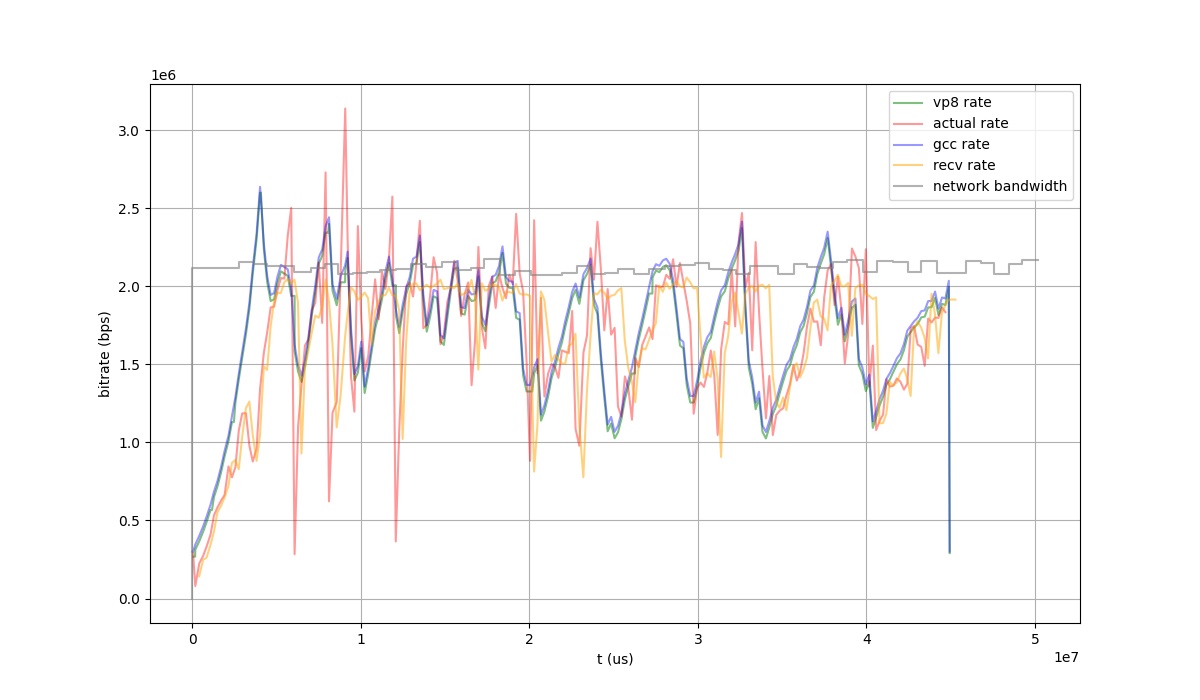 1e6
3.0
2.5
2.0
1.5
1.0
0.5
0.0
bitrate (bps)
vp8 rate
actual rate
gcc rate
recv rate
network bandwidth
0
1
2
3
4
5
t (us)
1e7